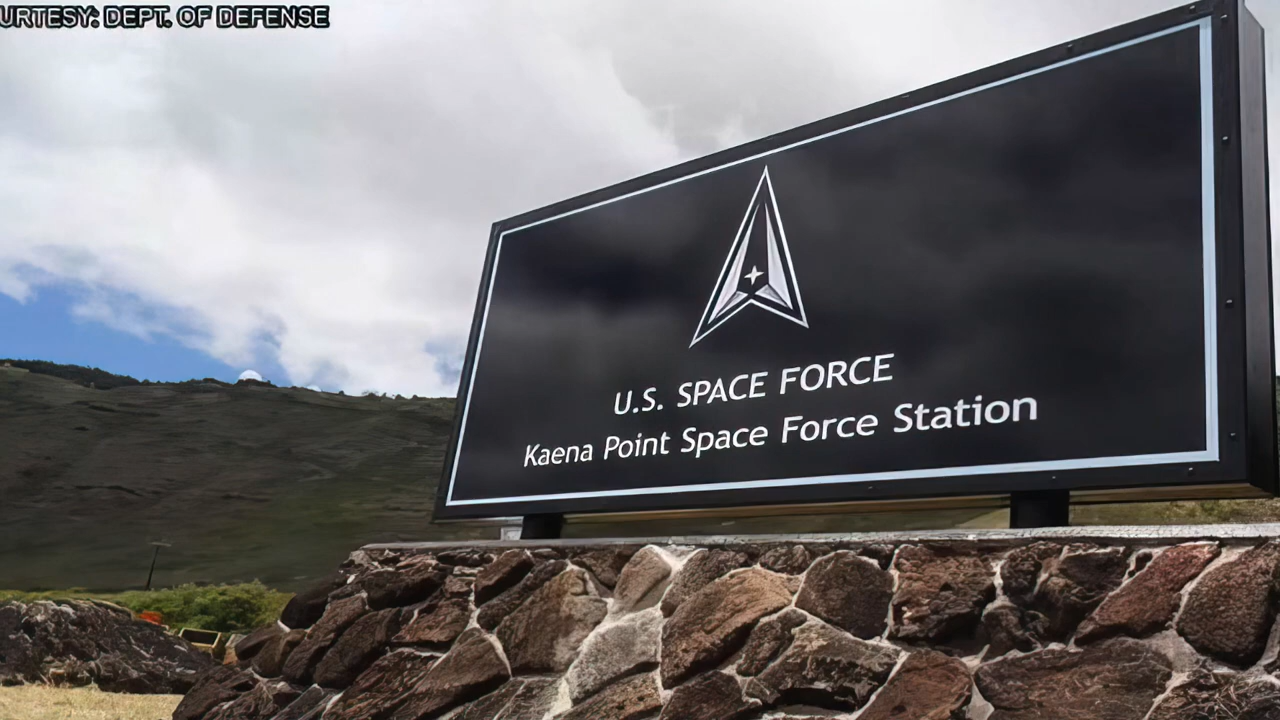 URTESY: DEPT. OF DEFENSE
U.S. SPACE FORCE
Kaena Point Space Force Station